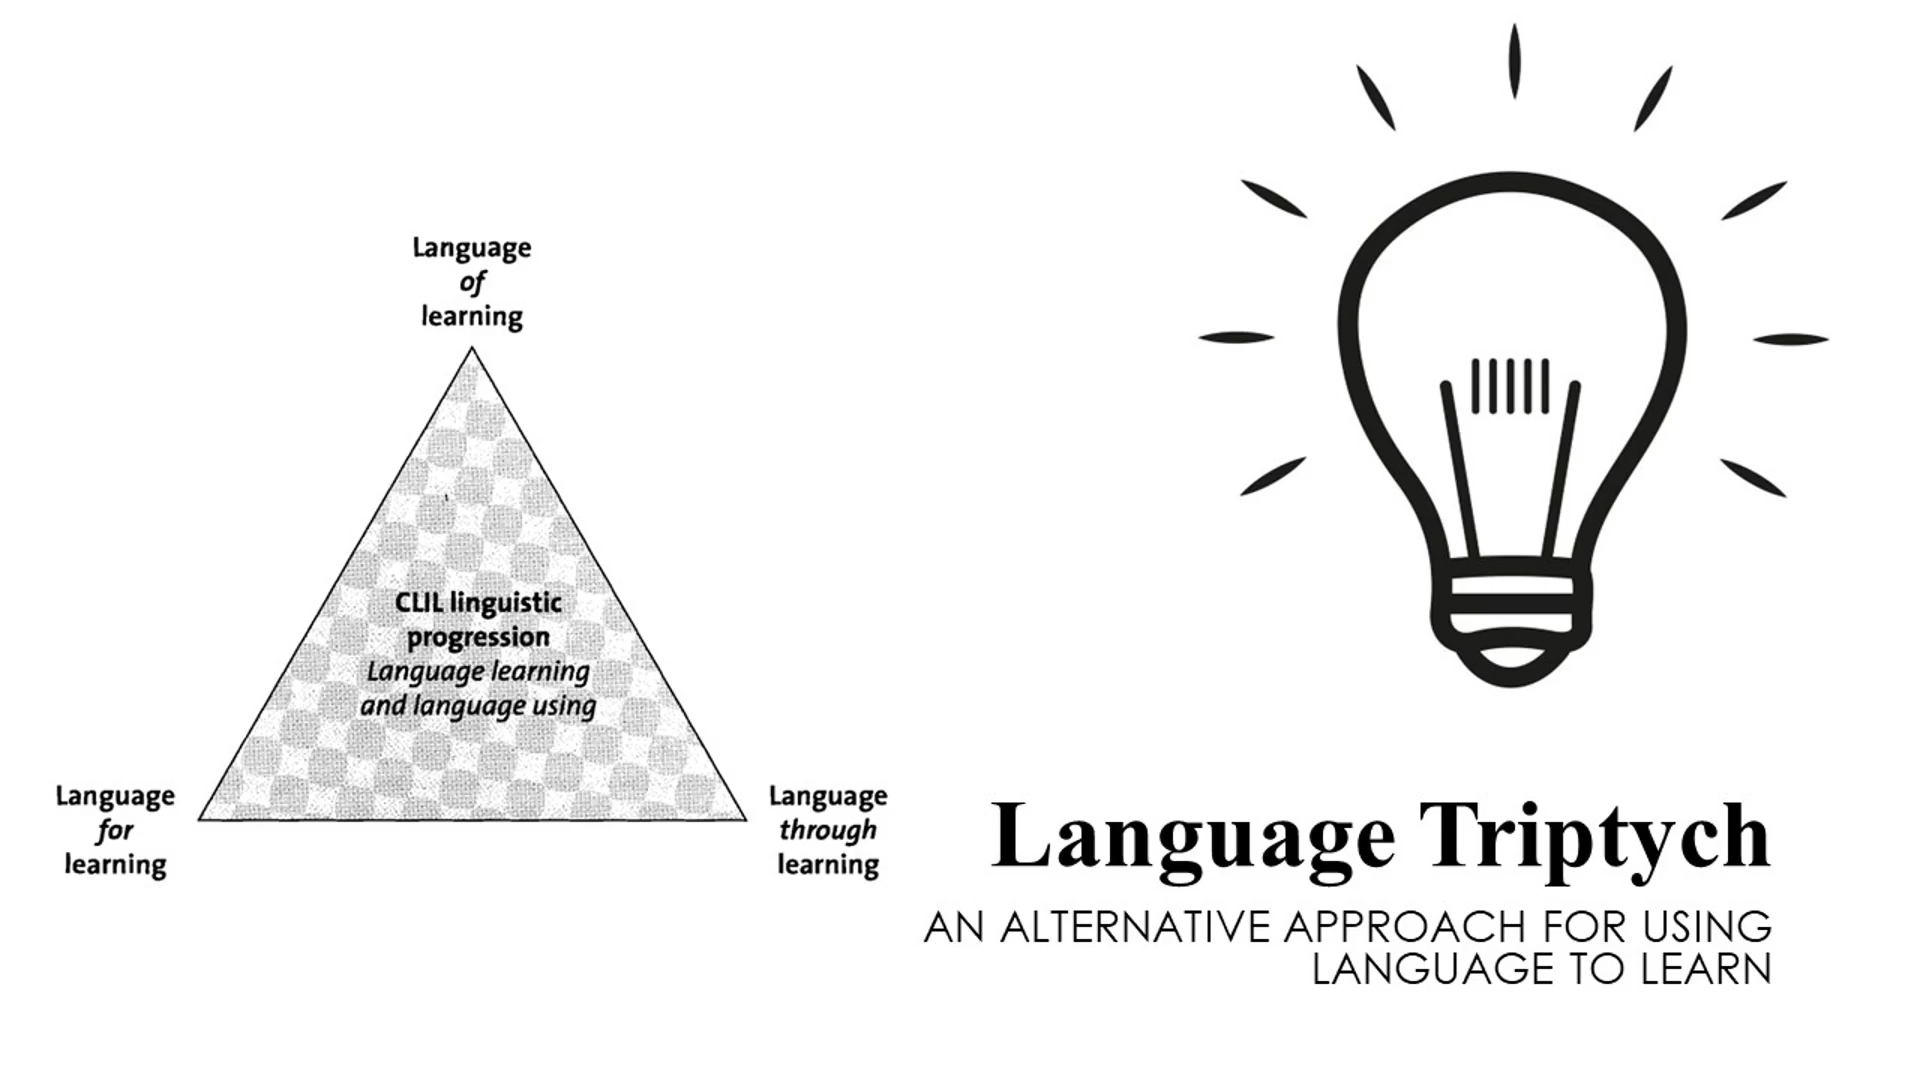 Language
of
learning
CLIL linguistic
progression
Language learning
and language using
Language
for
learning
Language
through
learning
Language Triptych
AN ALTERNATIVE APPROACH FOR USING
LANGUAGE TO LEARN